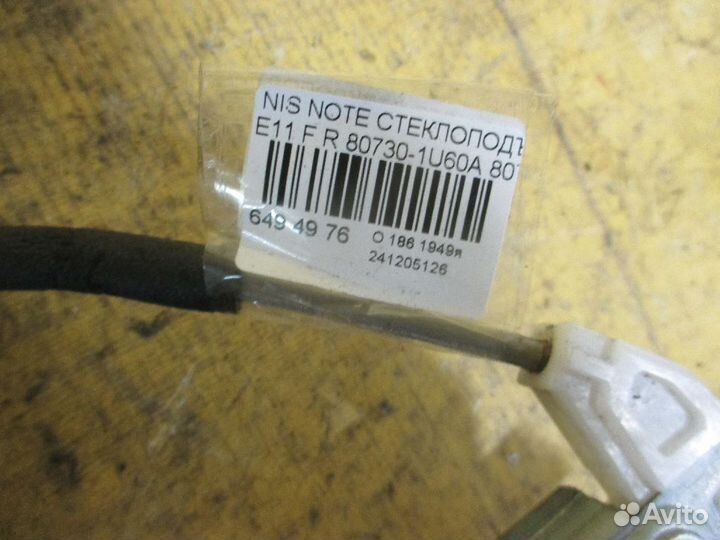 NIS NOTE СТЕКЛОПОДЪ
E11 F R 80730-1U60A 80
649 49 76
O 186 1949я
241205126
Avito